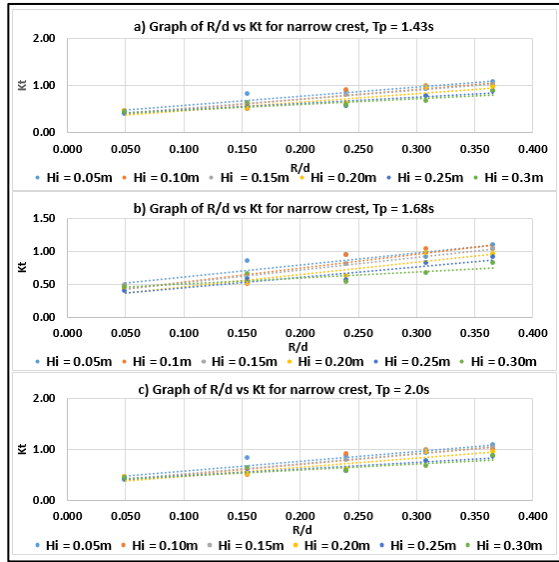 a) Graph of R/d vs Kt for narrow crest, Tp = 1.43s
2.00
1.00
0.00
Kt
0.000 0.050 0.100 0.150 0.200 0.250 0.300 0.350 0.400
R/d
Hi = 0.05m Hi = 0.10m Hi = 0.15m Hi = 0.20m Hi = 0.25m Hi = 0.3m
b) Graph of R/d vs Kt for narrow crest, Tp = 1.68s
1.50
1.00
0.50
0.00
Kt
0.000 0.050 0.100 0.150 0.200 0.250 0.300 0.350 0.400
R/d
Hi = 0.05m Hi = 0.1m Hi = 0.15m Hi = 0.20m Hi = 0.25m Hi = 0.30m
c) Graph of R/d vs Kt for narrow crest, Tp = 2.0s
2.00
1.00
0.00
Kt
0.000 0.050 0.100 0.150 0.200 0.250 0.300 0.350 0.400
R/d
Hi = 0.05m Hi = 0.10m Hi = 0.15m Hi = 0.20m Hi = 0.25m Hi = 0.30m